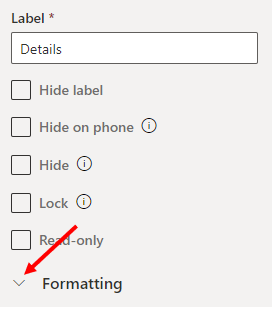 Label *
Details
Hide label
Hide on phone
Hide
Lock
Read-only
Formatting